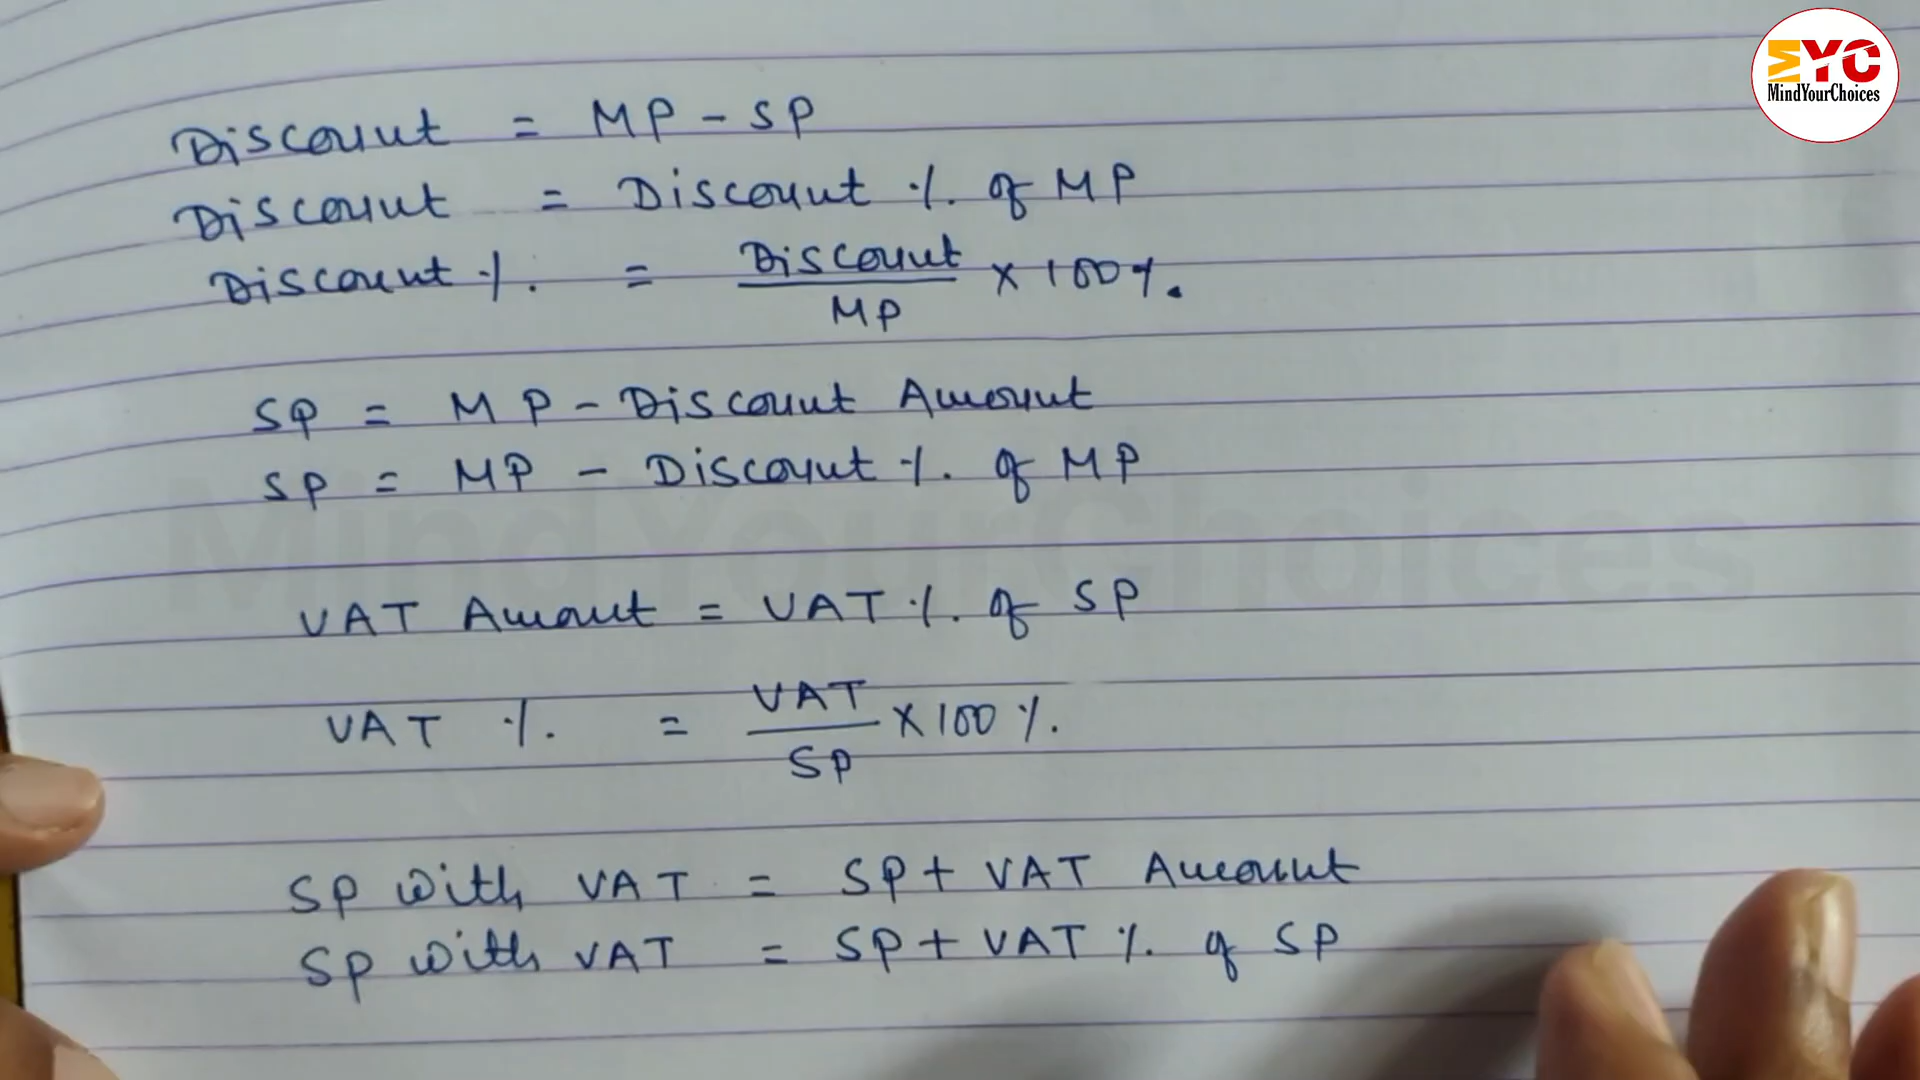 MYC
MindYourChoices
Discount = MP - SP
Discount = Discount % of MP
Discount % = Discount / MP × 100%.
SP = MP - Discount Amount
SP = MP - Discount % of MP
MindYourChoices
VAT Amount = VAT % of SP
VAT % = VAT / SP × 100 %.
SP with VAT = SP + VAT Amount
SP with VAT = SP + VAT % of SP